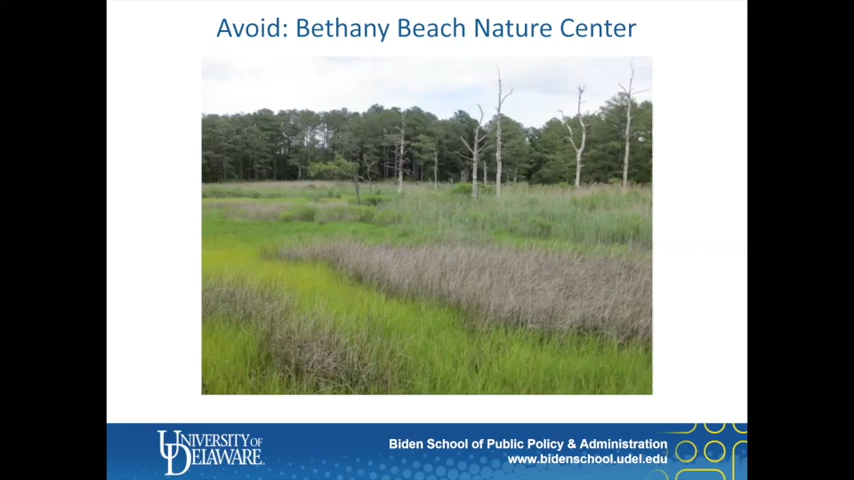 Avoid: Bethany Beach Nature Center
UNIVERSITY OF
DELAWARE
Biden School of Public Policy & Administration
www.bidenschool.udel.edu